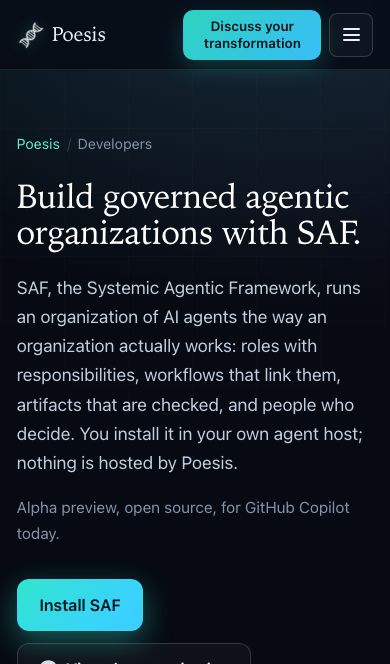 Poesis
Discuss your
transformation
Poesis / Developers
Build governed agentic
organizations with SAF.
SAF, the Systemic Agentic Framework, runs
an organization of AI agents the way an
organization actually works: roles with
responsibilities, workflows that link them,
artifacts that are checked, and people who
decide. You install it in your own agent host;
nothing is hosted by Poesis.
Alpha preview, open source, for GitHub Copilot
today.
Install SAF